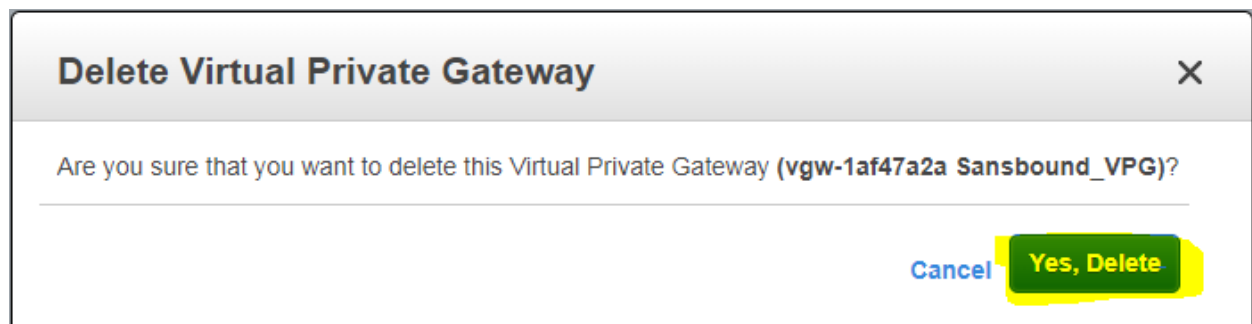 Delete Virtual Private Gateway
Are you sure that you want to delete this Virtual Private Gateway (vgw-1af47a2a Sansbound_VPG)?
Cancel Yes, Delete